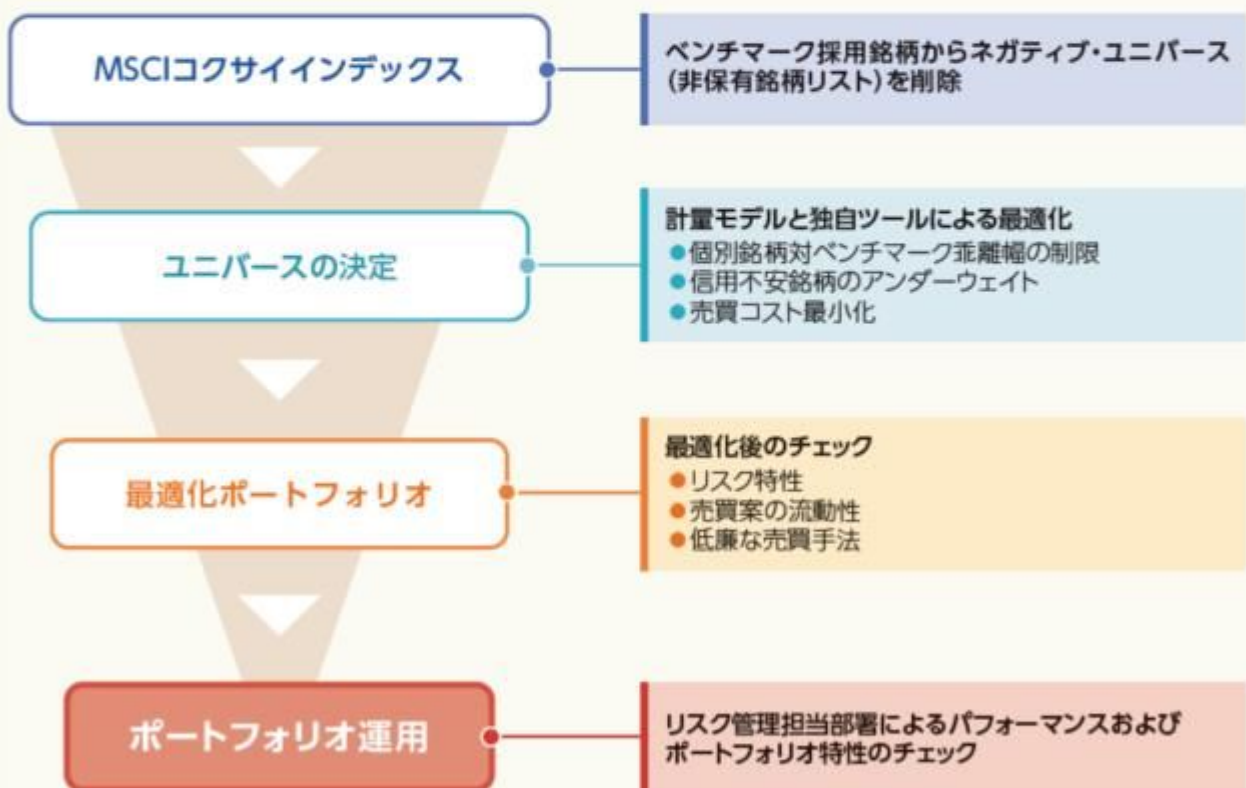 MSCIコクサイインデックス
ベンチマーク採用銘柄からネガティブ・ユニバース
(非保有銘柄リスト)を削除
ユニバースの決定
計量モデルと独自ツールによる最適化
●個別銘柄対ベンチマーク乖離幅の制限
●信用不安銘柄のアンダーウェイト
●売買コスト最小化
最適化ポートフォリオ
最適化後のチェック
●リスク特性
●売買案の流動性
●低廉な売買手法
ポートフォリオ運用
リスク管理担当部署によるパフォーマンスおよび
ポートフォリオ特性のチェック